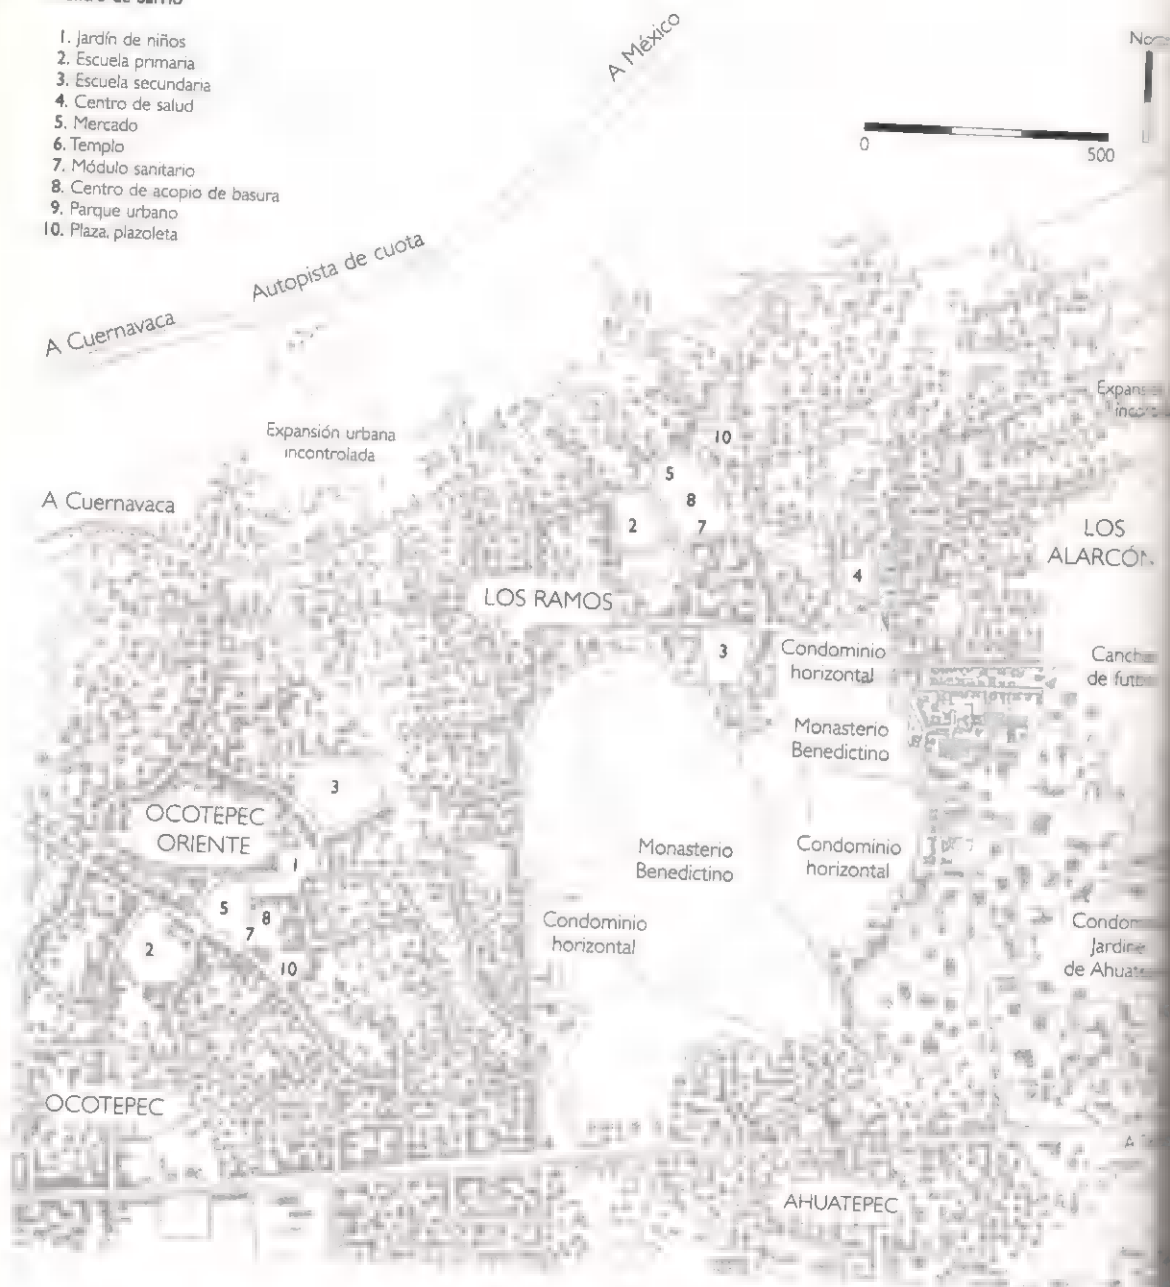 1. Jardín de niños
2. Escuela primaria
3. Escuela secundaria
4. Centro de salud
5. Mercado
6. Templo
7. Módulo sanitario
8. Centro de acopio de basura
9. Parque urbano
10. Plaza, plazoleta
A México
0
500
Autopista de cuota
A Cuernavaca
Expansión urbana
incontrolada
10
5
8
2
7
A Cuernavaca
LOS
4
LOS RAMOS
3
Condominio
horizontal
de
Monasterio
Benedictino
3
OCOTEPEC
ORIENTE
1
Monasterio
Benedictino
Condominio
horizontal
5
8
7
2
10
Condominio
horizontal
de
OCOTEPEC
A
AHUATEPEC